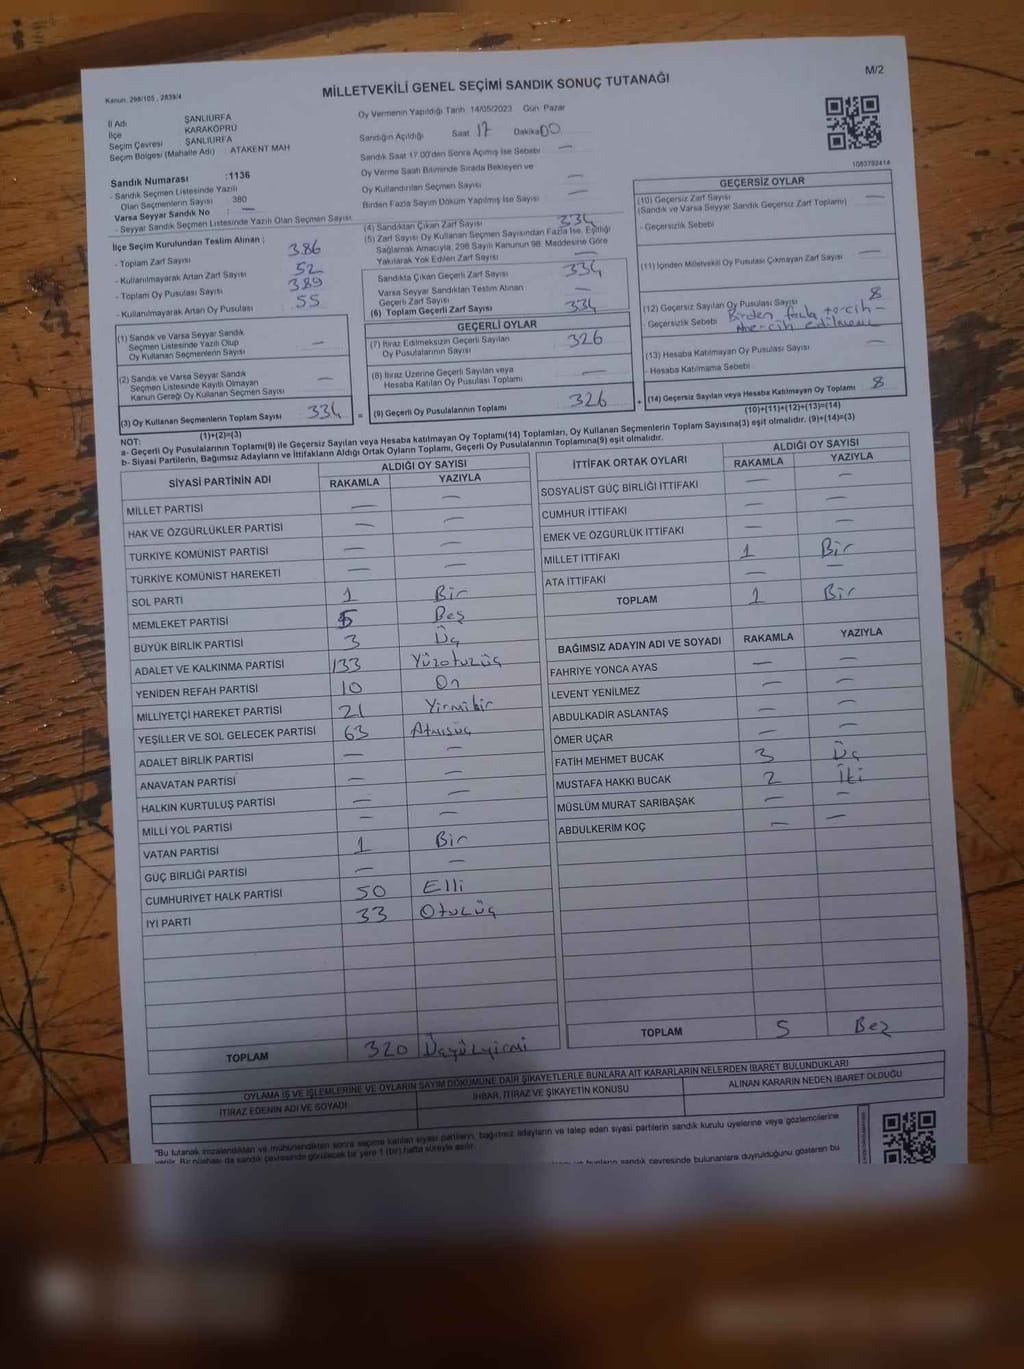 Kanun: 298/105 , 2839/4
MİLLETVEKİLİ GENEL SEÇİMİ SANDIK SONUÇ TUTANAĞI
M/2
İl Adı ŞANLIURFA
İlçe KARAKÖPRÜ
Seçim Çevresi ŞANLIURFA
Seçim Bölgesi (Mahalle Adı) ATAKENT MAH
Sandık Numarası :1136
- Sandık Seçmen Listesinde Yazılı
Olan Seçmenlerin Sayısı 380
Varsa Seyyar Sandık No : —
- Seyyar Sandık Seçmen Listesinde Yazılı Olan Seçmen Sayısı
Oy Vermenin Yapıldığı Tarih 14/05/2023 Gün Pazar
Sandığın Açıldığı Saat 17 Dakika 00
Sandık Saat 17.00'den Sonra Açılmış İse Sebebi —
Oy Verme Saati Bitiminde Sırada Bekleyen ve
Oy Kullandırılan Seçmen Sayısı —
Birden Fazla Sayım Döküm Yapılmış İse Sayısı —
1083792414
İlçe Seçim Kurulundan Teslim Alınan ;
- Toplam Zarf Sayısı 386
- Kullanılmayarak Artan Zarf Sayısı 52
- Toplam Oy Pusulası Sayısı 389
- Kullanılmayarak Artan Oy Pusulası 55
(4) Sandıktan Çıkan Zarf Sayısı 334
(5) Zarf Sayısı Oy Kullanan Seçmen Sayısından Fazla İse, Eşitliği
Sağlamak Amacıyla, 298 Sayılı Kanunun 98. Maddesine Göre
Yakılarak Yok Edilen Zarf Sayısı —
Sandıkta Çıkan Geçerli Zarf Sayısı 334
Varsa Seyyar Sandıktan Teslim Alınan
Geçerli Zarf Sayısı —
(6) Toplam Geçerli Zarf Sayısı 334
GEÇERSİZ OYLAR
(10) Geçersiz Zarf Sayısı —
(Sandık ve Varsa Seyyar Sandık Geçersiz Zarf Toplamı)
- Geçersizlik Sebebi
(11) İçinden Milletvekili Oy Pusulası Çıkmayan Zarf Sayısı —
(12) Geçersiz Sayılan Oy Pusulası Sayısı 8
- Geçersizlik Sebebi Birden fazla tercih-
edilmesi
(13) Hesaba Katılmayan Oy Pusulası Sayısı —
- Hesaba Katılmama Sebebi
(14) Geçersiz Sayılan veya Hesaba Katılmayan Oy Toplamı 8
(10)+(11)+(12)+(13)=(14)
(1) Sandık ve Varsa Seyyar Sandık
Seçmen Listesinde Yazılı Olup
Oy Kullanan Seçmenlerin Sayısı —
(2) Sandık ve Varsa Seyyar Sandık
Seçmen Listesinde Kayıtlı Olmayan
Kanun Gereği Oy Kullanan Seçmen Sayısı —
(3) Oy Kullanan Seçmenlerin Toplam Sayısı 334 =
(1)+(2)=(3)
GEÇERLİ OYLAR
(7) İtiraz Edilmeksizin Geçerli Sayılan
Oy Pusulalarının Sayısı 326
(8) İtiraz Üzerine Geçerli Sayılan veya
Hesaba Katılan Oy Pusulası Toplamı —
(9) Geçerli Oy Pusulalarının Toplamı 326 +
NOT:
a- Geçerli Oy Pusulalarının Toplamı(9) ile Geçersiz Sayılan veya Hesaba katılmayan Oy Toplamı(14) Toplamları, Oy Kullanan Seçmenlerin Toplam Sayısına(3) eşit olmalıdır. (9)+(14)=(3)
b- Siyasi Partilerin, Bağımsız Adayların ve İttifakların Aldığı Ortak Oyların Toplamı, Geçerli Oy Pusulalarının Toplamına(9) eşit olmalıdır.
SİYASİ PARTİNİN ADI ALDIĞI OY SAYISI
RAKAMLA YAZIYLA
MİLLET PARTİSİ — —
HAK VE ÖZGÜRLÜKLER PARTİSİ — —
TÜRKİYE KOMÜNİST PARTİSİ — —
TÜRKİYE KOMÜNİST HAREKETİ — —
SOL PARTİ 1 Bir
MEMLEKET PARTİSİ 5 Beş
BÜYÜK BİRLİK PARTİSİ 3 Üç
ADALET VE KALKINMA PARTİSİ 133 Yüzotuzüç
YENİDEN REFAH PARTİSİ 10 On
MİLLİYETÇİ HAREKET PARTİSİ 21 Yirmibir
YEŞİLLER VE SOL GELECEK PARTİSİ 63 Atmışüç
ADALET BİRLİK PARTİSİ — —
ANAVATAN PARTİSİ — —
HALKIN KURTULUŞ PARTİSİ — —
MİLLİ YOL PARTİSİ — —
VATAN PARTİSİ 1 Bir
GÜÇ BİRLİĞİ PARTİSİ — —
CUMHURİYET HALK PARTİSİ 50 Elli
İYİ PARTİ 33 Otuzüç
TOPLAM 320 Üçyüzyirmi
İTTİFAK ORTAK OYLARI ALDIĞI OY SAYISI
RAKAMLA YAZIYLA
SOSYALİST GÜÇ BİRLİĞİ İTTİFAKI — —
CUMHUR İTTİFAKI — —
EMEK VE ÖZGÜRLÜK İTTİFAKI — —
MİLLET İTTİFAKI 1 Bir
ATA İTTİFAKI — —
TOPLAM 1 Bir
BAĞIMSIZ ADAYIN ADI VE SOYADI RAKAMLA YAZIYLA
FAHRİYE YONCA AYAS — —
LEVENT YENİLMEZ — —
ABDULKADİR ASLANTAŞ — —
ÖMER UÇAR — —
FATİH MEHMET BUCAK 3 Üç
MUSTAFA HAKKI BUCAK 2 İki
MÜSLÜM MURAT SARIBAŞAK — —
ABDULKERİM KOÇ — —
TOPLAM 5 Beş
OYLAMA İŞ VE İŞLEMLERİNE VE OYLARIN SAYIM DÖKÜMÜNE DAİR ŞİKAYETLERLE BUNLARA AİT KARARLARIN NELERDEN İBARET BULUNDUKLARI
İTİRAZ EDENİN ADI VE SOYADI
İHBAR, İTİRAZ VE ŞİKAYETİN KONUSU
ALINAN KARARIN NEDEN İBARET OLDUĞU
"Bu tutanak imzalandıktan ve mühürlendikten sonra seçime katılan siyasi partilerin, bağımsız adayların ve talep eden siyasi partilerin sandık kurulu üyelerine veya gözlemcilerine
verilir. Bir nüshası da sandık çevresinde görülecek bir yere 1 (bir) hafta süreyle asılır.
ve bunların sandık çevresinde bulunanlara duyrulduğunu gösteren bu